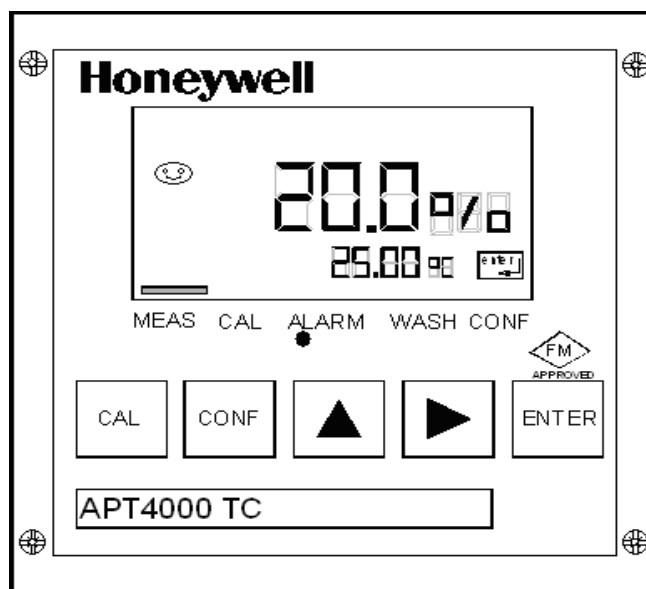 Honeywell
20.0%
25.00 °C
enter
MEAS CAL ALARM WASH CONF
FM
APPROVED
CAL CONF ENTER
APT4000 TC